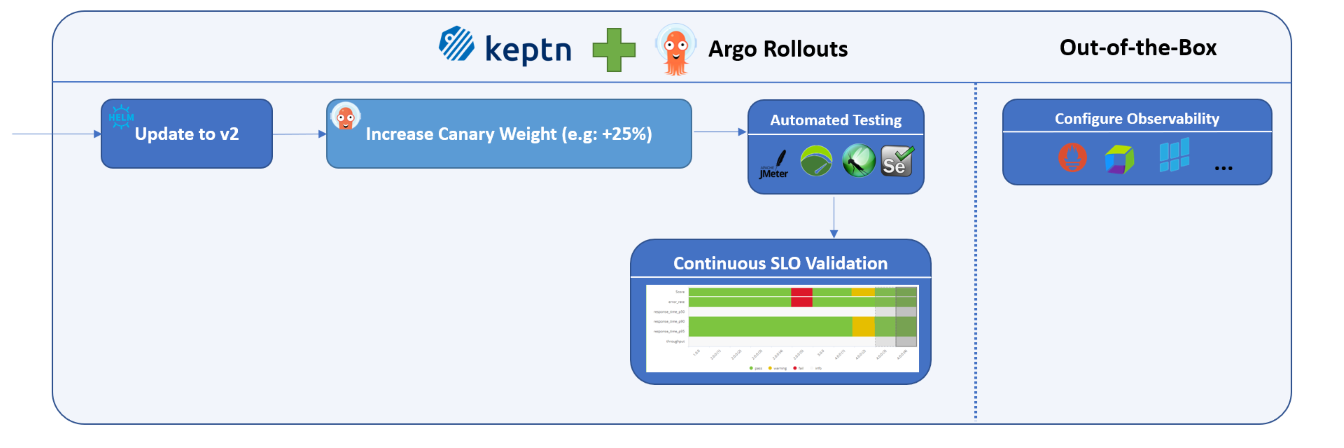 keptn
Argo Rollouts
Out-of-the-Box
HELM
Update to v2
Increase Canary Weight (e.g: +25%)
Automated Testing
JMeter
Se
Configure Observability
...
Continuous SLO Validation
Score
error_rate
response_time_p50
response_time_p90
response_time_p95
throughput
pass warning fail info